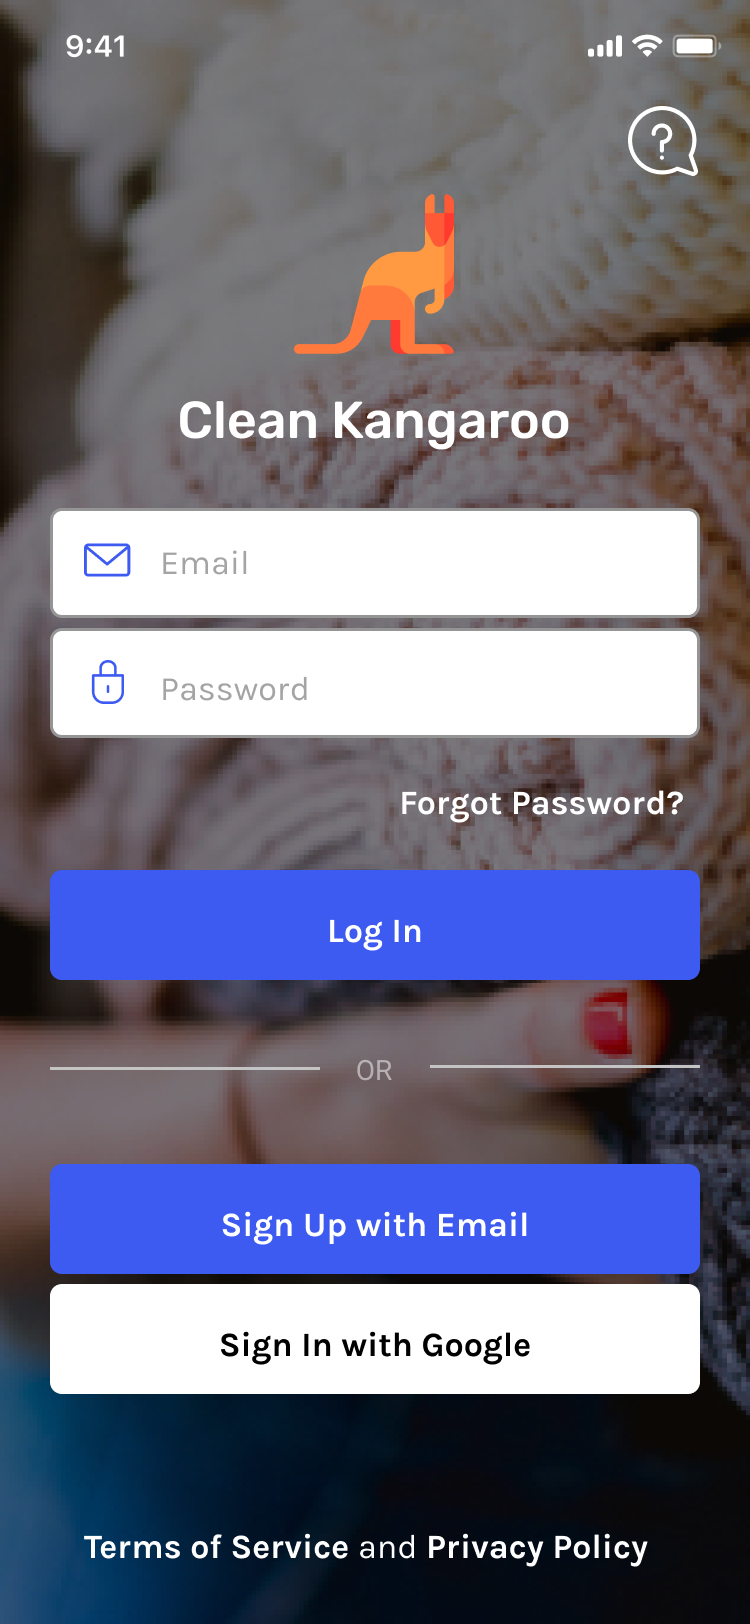 9:41
?
Clean Kangaroo
Email
Password
Forgot Password?
Log In
OR
Sign Up with Email
Sign In with Google
Terms of Service and Privacy Policy